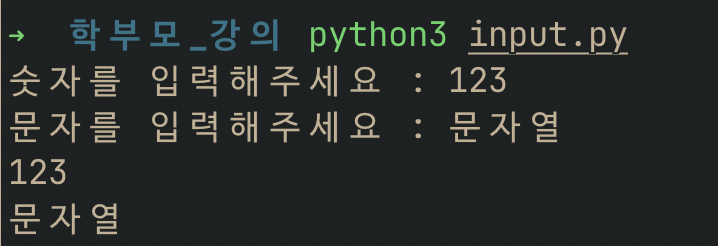 → 학부모_강의 python3 input.py
숫자를 입력해주세요 : 123
문자를 입력해주세요 : 문자열
123
문자열